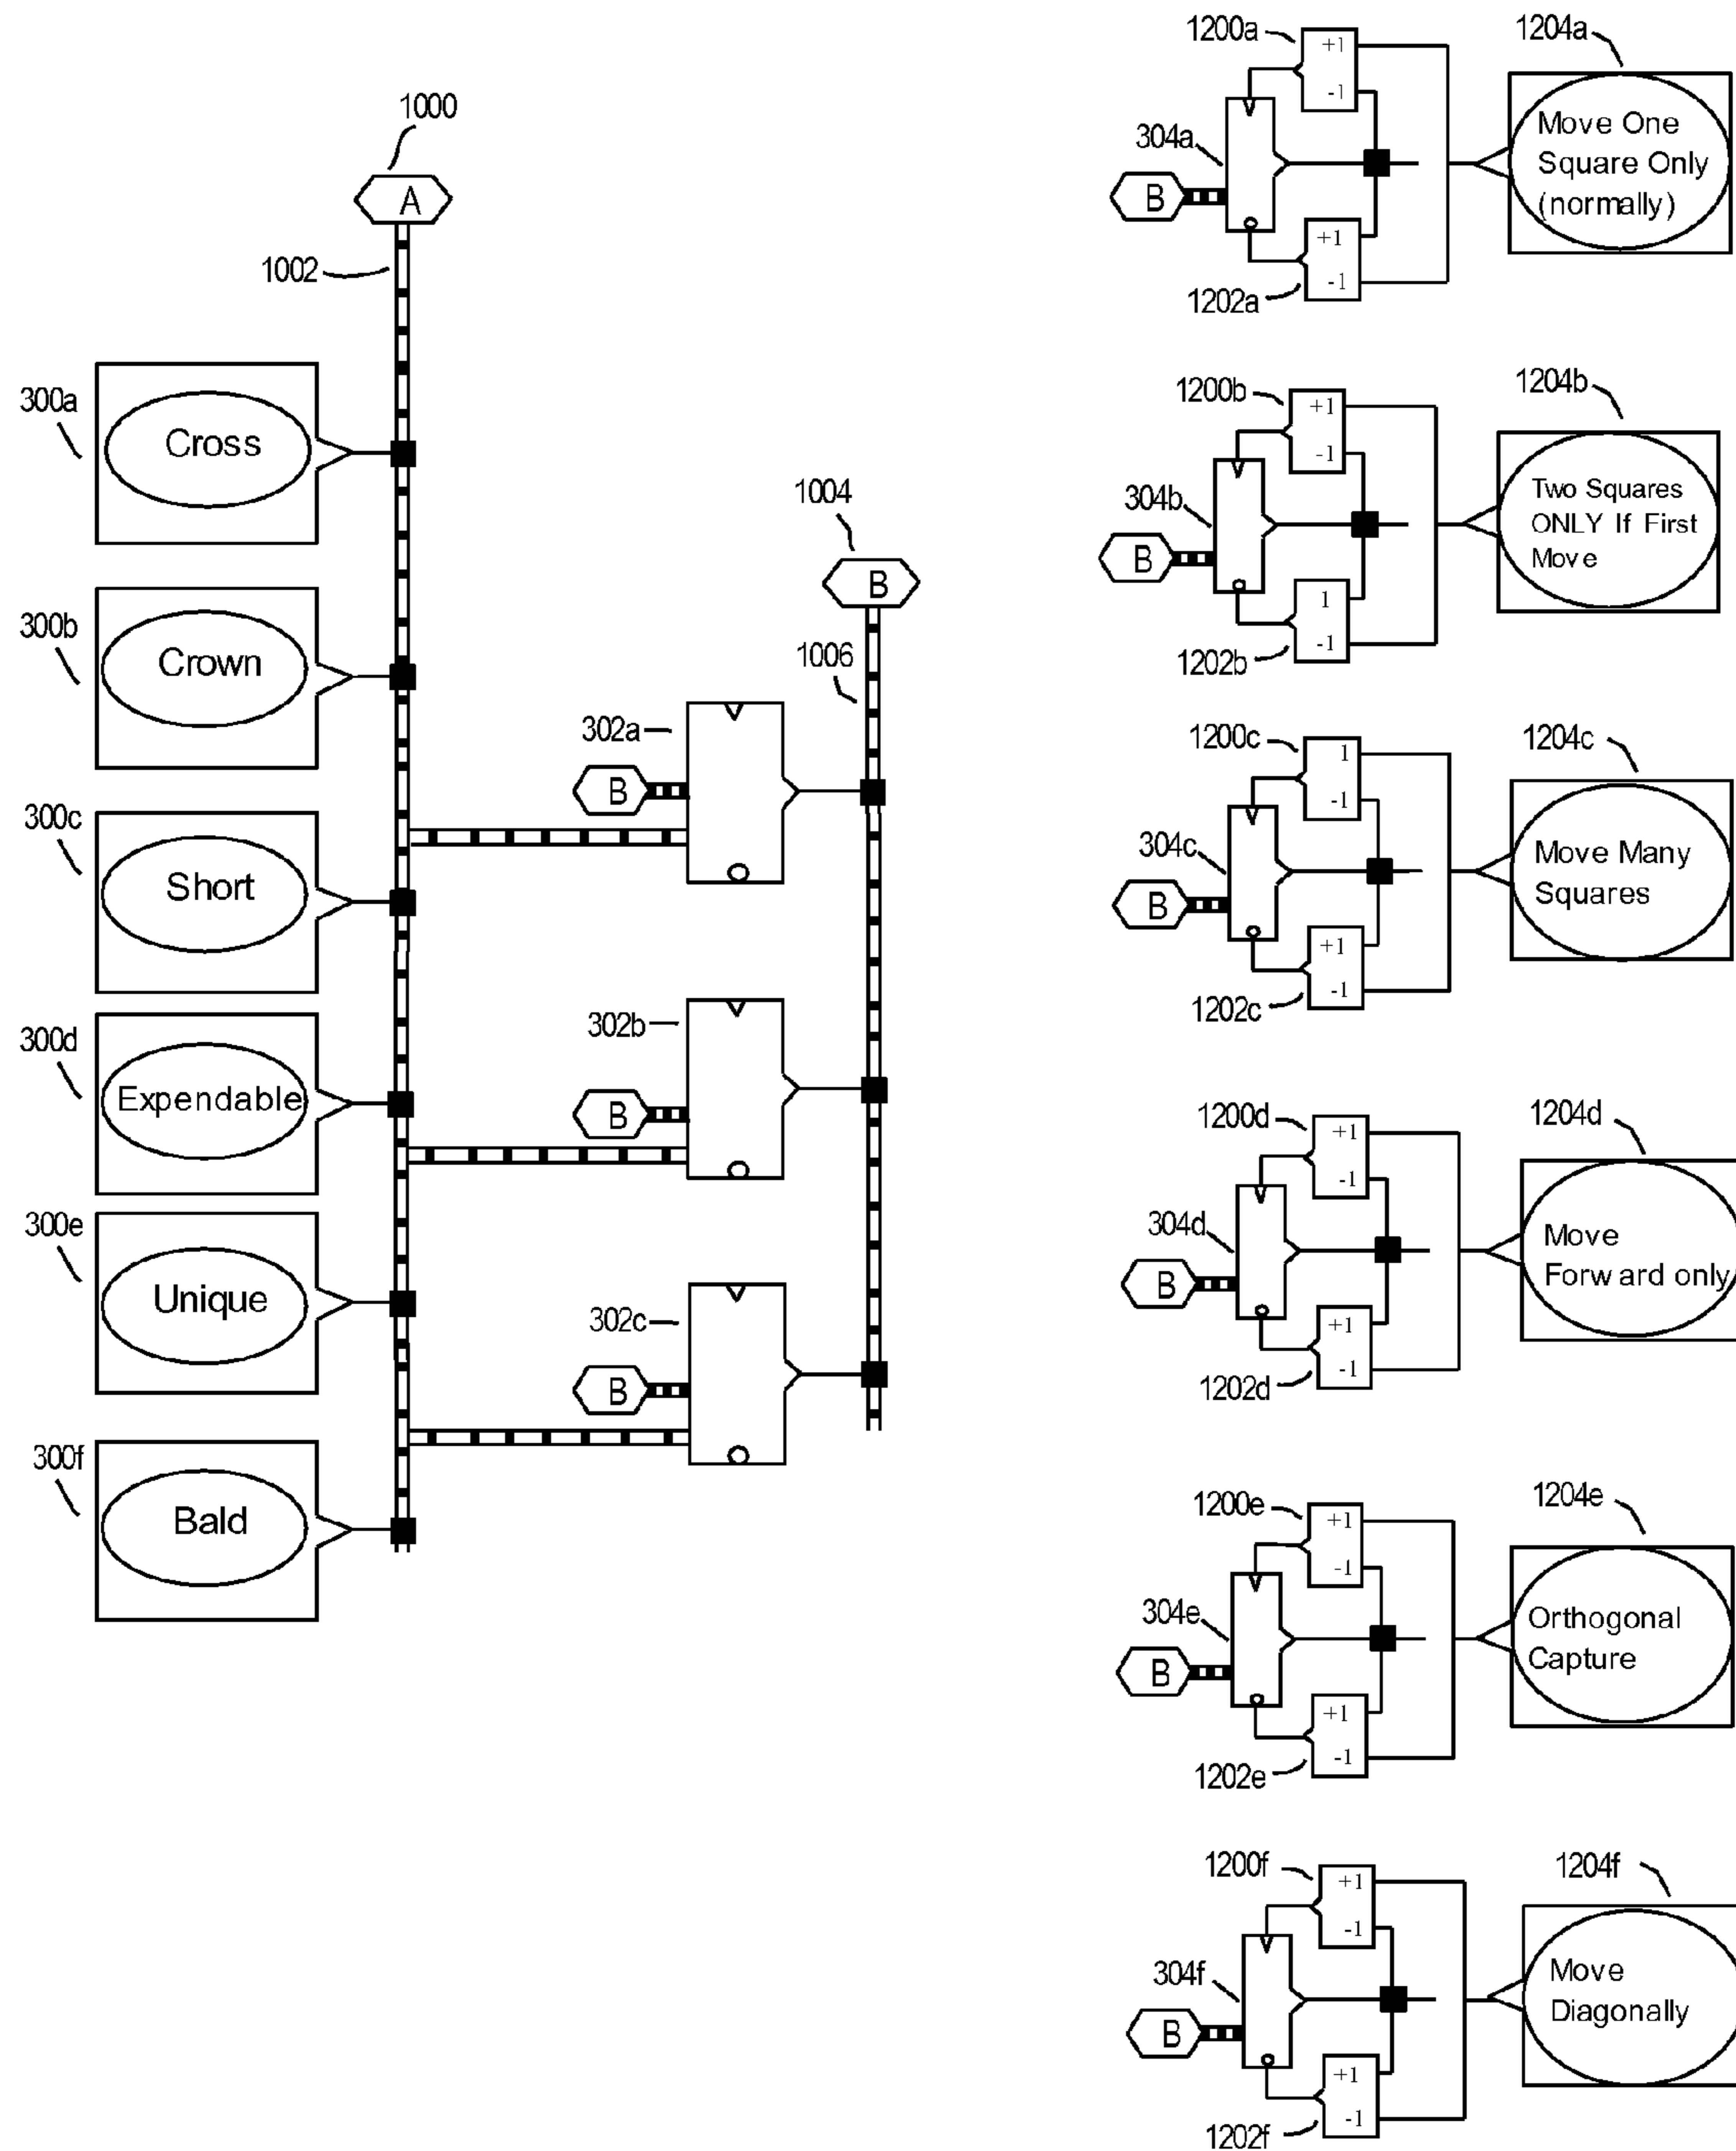 1000
A
1002
300a
Cross
300b
Crown
300c
Short
300d
Expendable
300e
Unique
300f
Bald
1004
B
1006
302a
B
302b
B
302c
B
1200a
+1
-1
304a
B
+1
-1
1202a
1204a
Move One
Square Only
(normally)
1200b
+1
-1
304b
B
1
-1
1202b
1204b
Two Squares
ONLY If First
Move
1200c
1
-1
304c
B
+1
-1
1202c
1204c
Move Many
Squares
1200d
+1
-1
304d
B
+1
-1
1202d
1204d
Move
Forward only
1200e
+1
-1
304e
B
+1
-1
1202e
1204e
Orthogonal
Capture
1200f
+1
-1
304f
B
+1
-1
1202f
1204f
Move
Diagonally